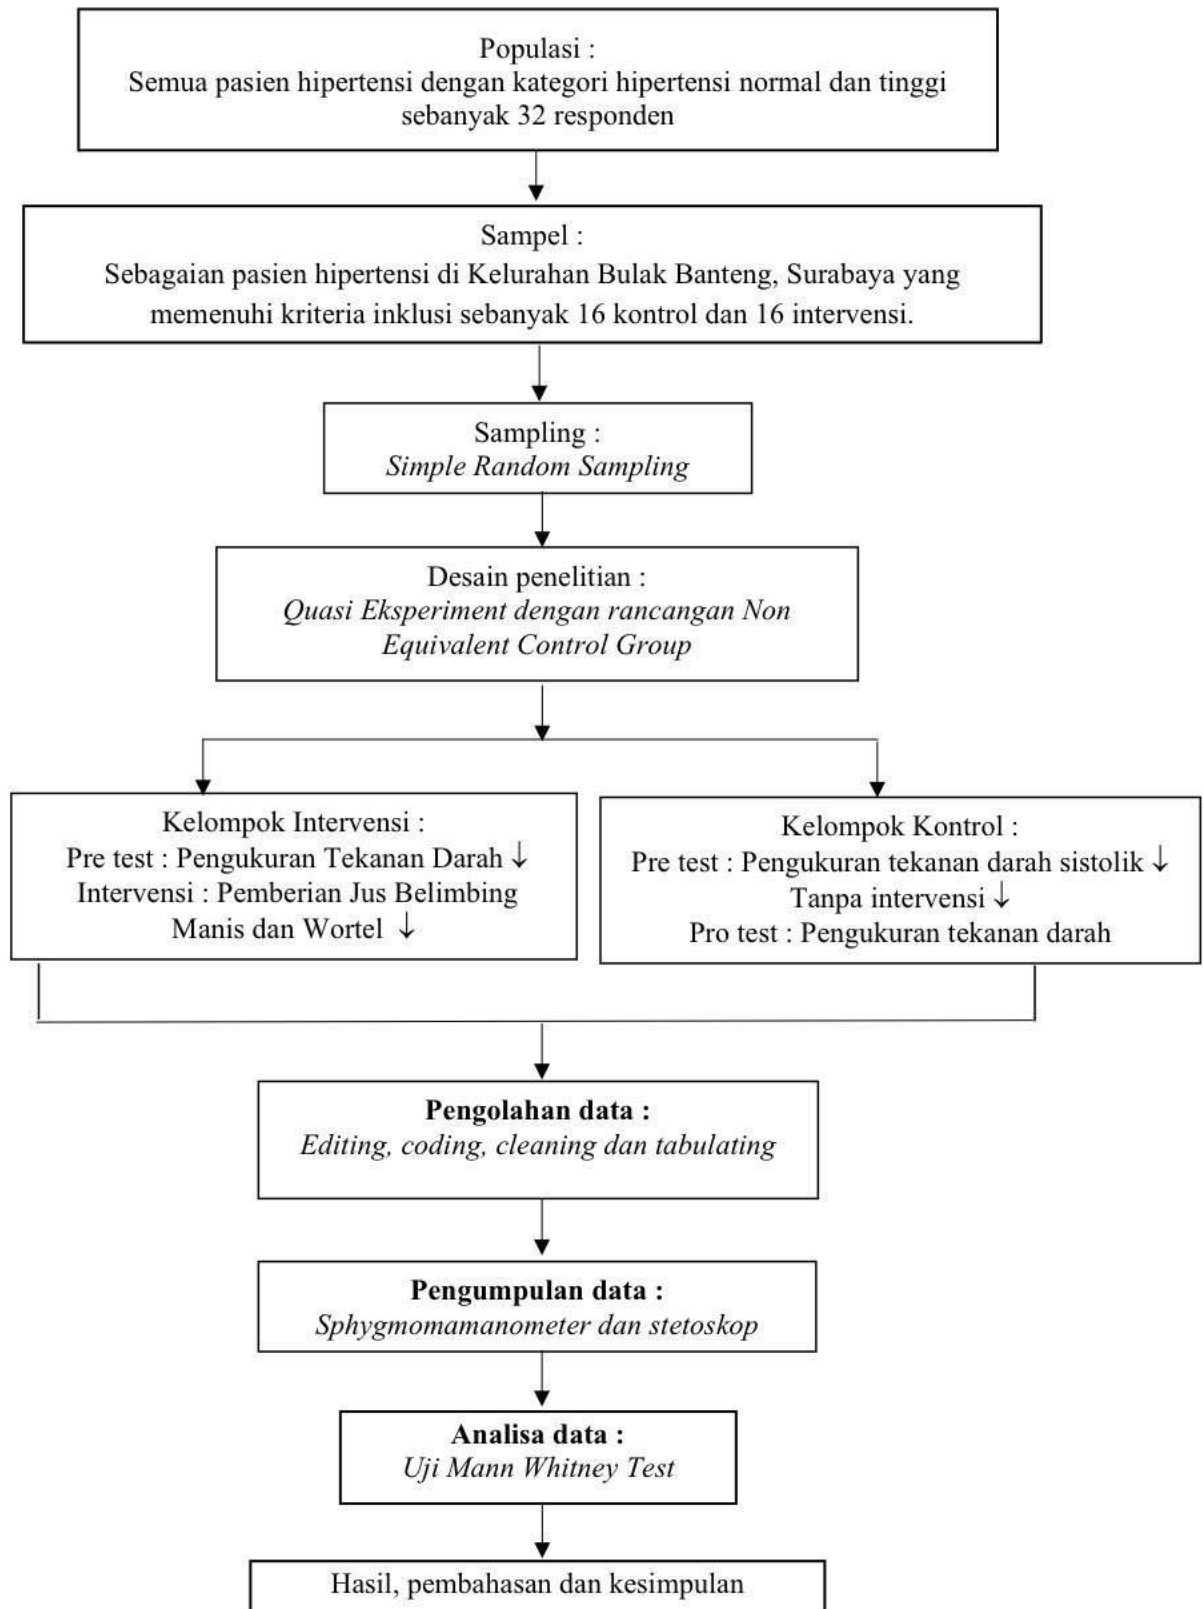 Populasi :
Semua pasien hipertensi dengan kategori hipertensi normal dan tinggi
sebanyak 32 responden
Sampel :
Sebagaian pasien hipertensi di Kelurahan Bulak Banteng, Surabaya yang
memenuhi kriteria inklusi sebanyak 16 kontrol dan 16 intervensi.
Sampling :
Simple Random Sampling
Desain penelitian :
Quasi Eksperiment dengan rancangan Non
Equivalent Control Group
Kelompok Intervensi :
Pre test : Pengukuran Tekanan Darah ↓
Intervensi : Pemberian Jus Belimbing
Manis dan Wortel ↓
Kelompok Kontrol :
Pre test : Pengukuran tekanan darah sistolik ↓
Tanpa intervensi ↓
Pro test : Pengukuran tekanan darah
Pengolahan data :
Editing, coding, cleaning dan tabulating
Pengumpulan data :
Sphygmomamanometer dan stetoskop
Analisa data :
Uji Mann Whitney Test
Hasil, pembahasan dan kesimpulan